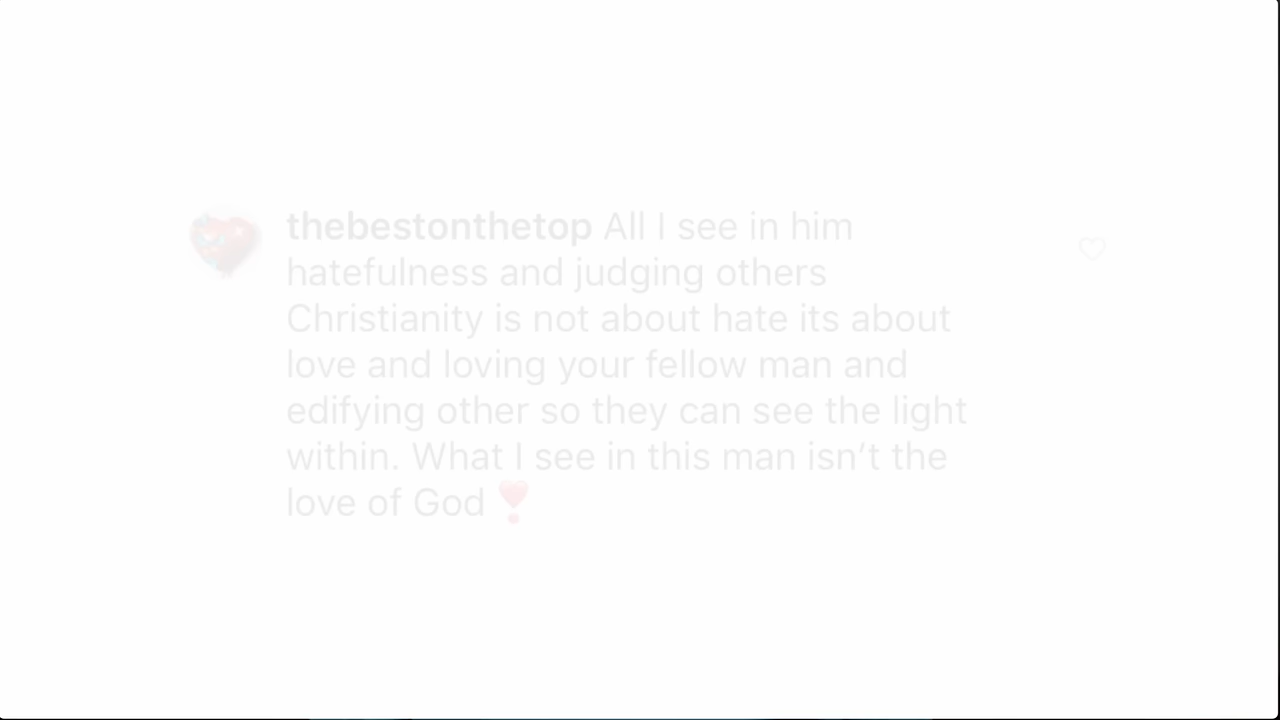 thebestonthetop All I see in him
hatefulness and judging others
Christianity is not about hate its about
love and loving your fellow man and
edifying other so they can see the light
within. What I see in this man isn’t the
love of God ❣️